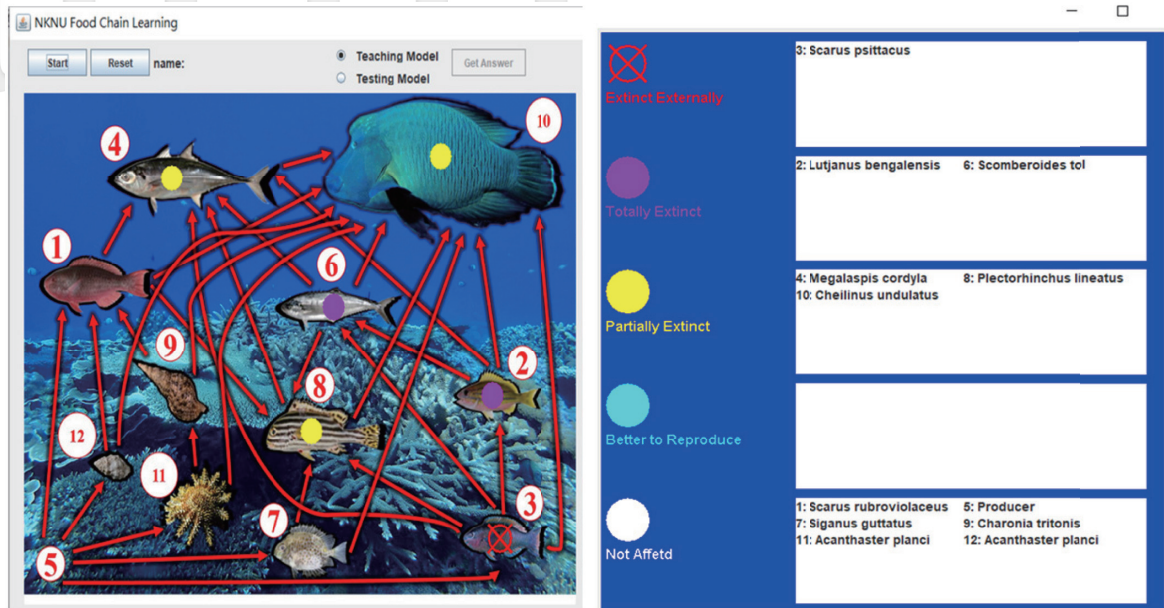 NKNU Food Chain Learning
Start Reset name:
Teaching Model
Testing Model
Get Answer
10
4
1
6
9
2
8
12
11
3
7
5
Extinct Externally
3: Scarus psittacus
Totally Extinct
2: Lutjanus bengalensis 6: Scomberoides tol
Partially Extinct
4: Megalaspis cordyla 8: Plectorhinchus lineatus
10: Cheilinus undulatus
Better to Reproduce
Not Affetd
1: Scarus rubroviolaceus 5: Producer
7: Siganus guttatus 9: Charonia tritonis
11: Acanthaster planci 12: Acanthaster planci